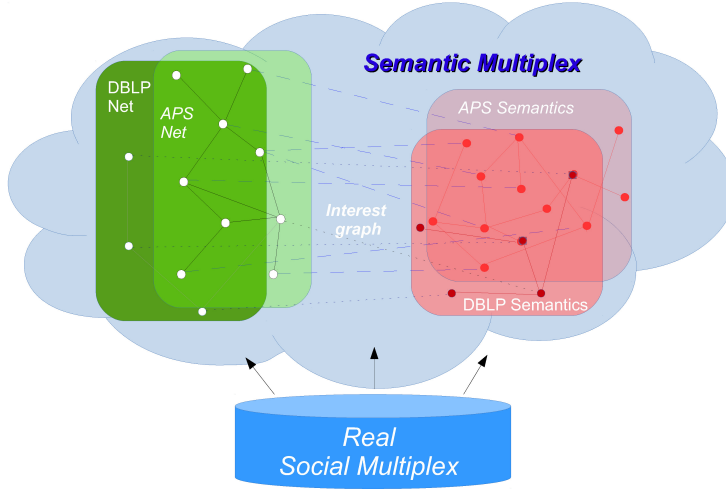 Semantic Multiplex
DBLP
Net
APS
Net
APS Semantics
Interest
graph
DBLP Semantics
Real
Social Multiplex